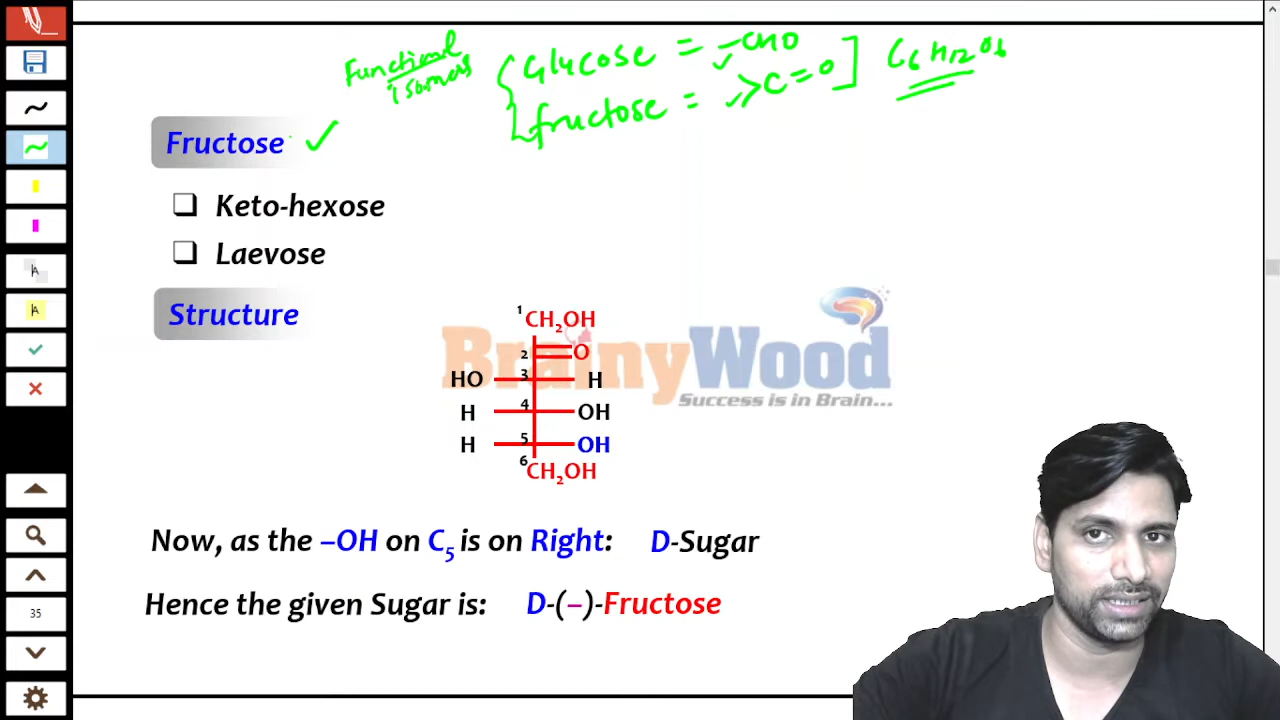 Functional isomers
Glucose = -CHO
fructose = >C=O
C6H12O6
Fructose
Keto-hexose
Laevose
Structure
1 CH2OH
2 O
HO 3 H
H 4 OH
H 5 OH
6 CH2OH
BrainyWood
Success is in Brain...
Now, as the –OH on C5 is on Right: D-Sugar
Hence the given Sugar is: D-(–)-Fructose
35